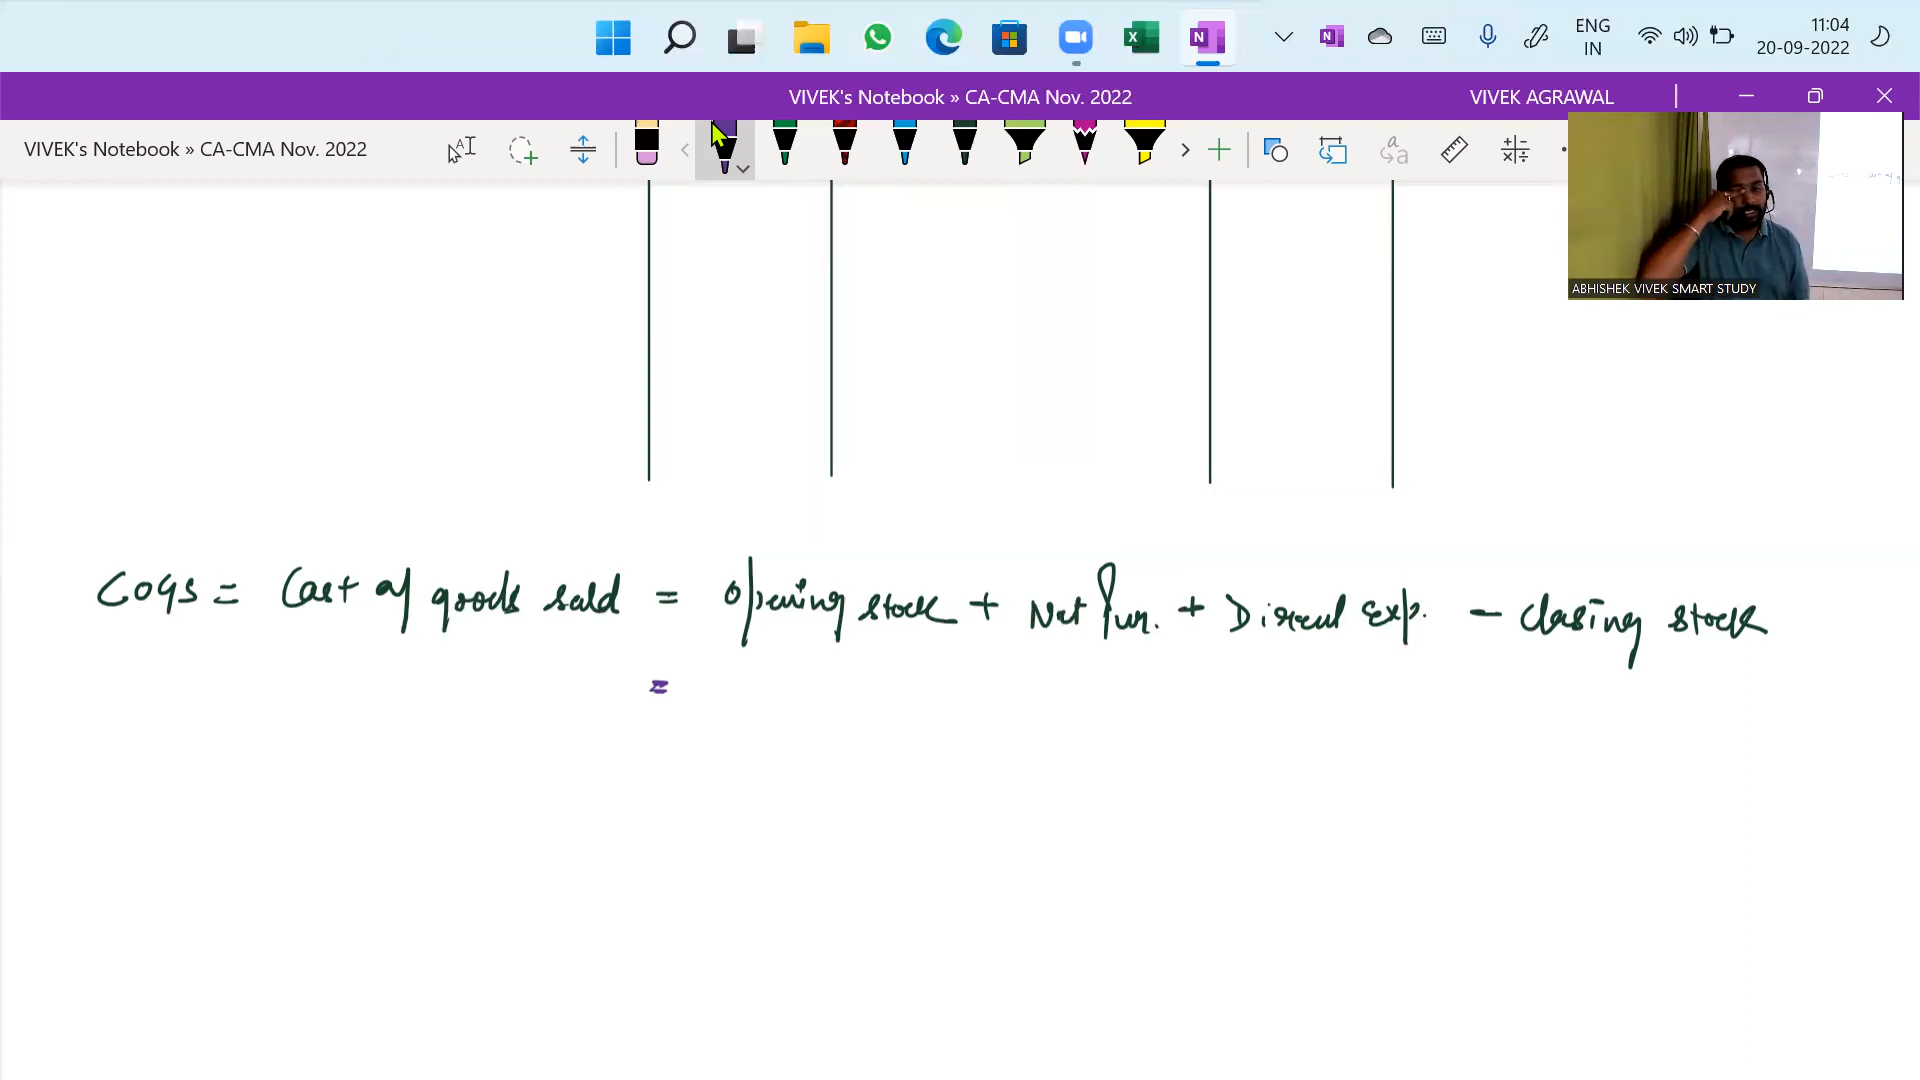 11:04
ENG
IN
20-09-2022
VIVEK's Notebook » CA-CMA Nov. 2022
VIVEK AGRAWAL
VIVEK's Notebook » CA-CMA Nov. 2022
ABHISHEK VIVEK SMART STUDY
COGS = Cost of goods sold = Opening stock + Net Pur. + Direct Exp. - Closing stock
=